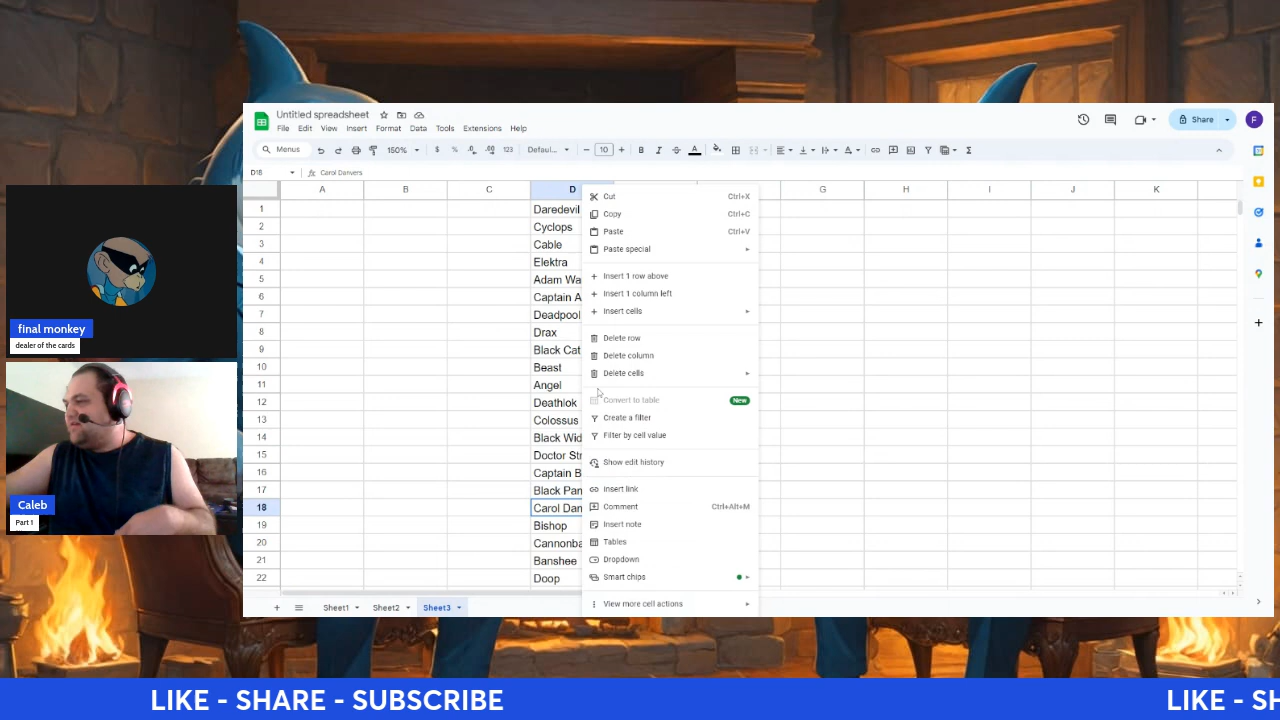 Untitled spreadsheet
File Edit View Insert Format Data Tools Extensions Help
Share
F
Menus 150% $ % .0 .00 123 Defaul... 10 B I S A Σ
D18 fx Carol Danvers
A B C D G H I J K
1 Daredevil
2 Cyclops
3 Cable
4 Elektra
5 Adam Wa
6 Captain A
7 Deadpool
8 Drax
9 Black Cat
10 Beast
11 Angel
12 Deathlok
13 Colossus
14 Black Wid
15 Doctor Str
16 Captain B
17 Black Pan
18 Carol Dan
19 Bishop
20 Cannonba
21 Banshee
22 Doop
Cut Ctrl+X
Copy Ctrl+C
Paste Ctrl+V
Paste special
Insert 1 row above
Insert 1 column left
Insert cells
Delete row
Delete column
Delete cells
Convert to table New
Create a filter
Filter by cell value
Show edit history
Insert link
Comment Ctrl+Alt+M
Insert note
Tables
Dropdown
Smart chips
View more cell actions
Sheet1 Sheet2 Sheet3
final monkey
dealer of the cards
Caleb
Part 1
LIKE - SHARE - SUBSCRIBE
LIKE - SH